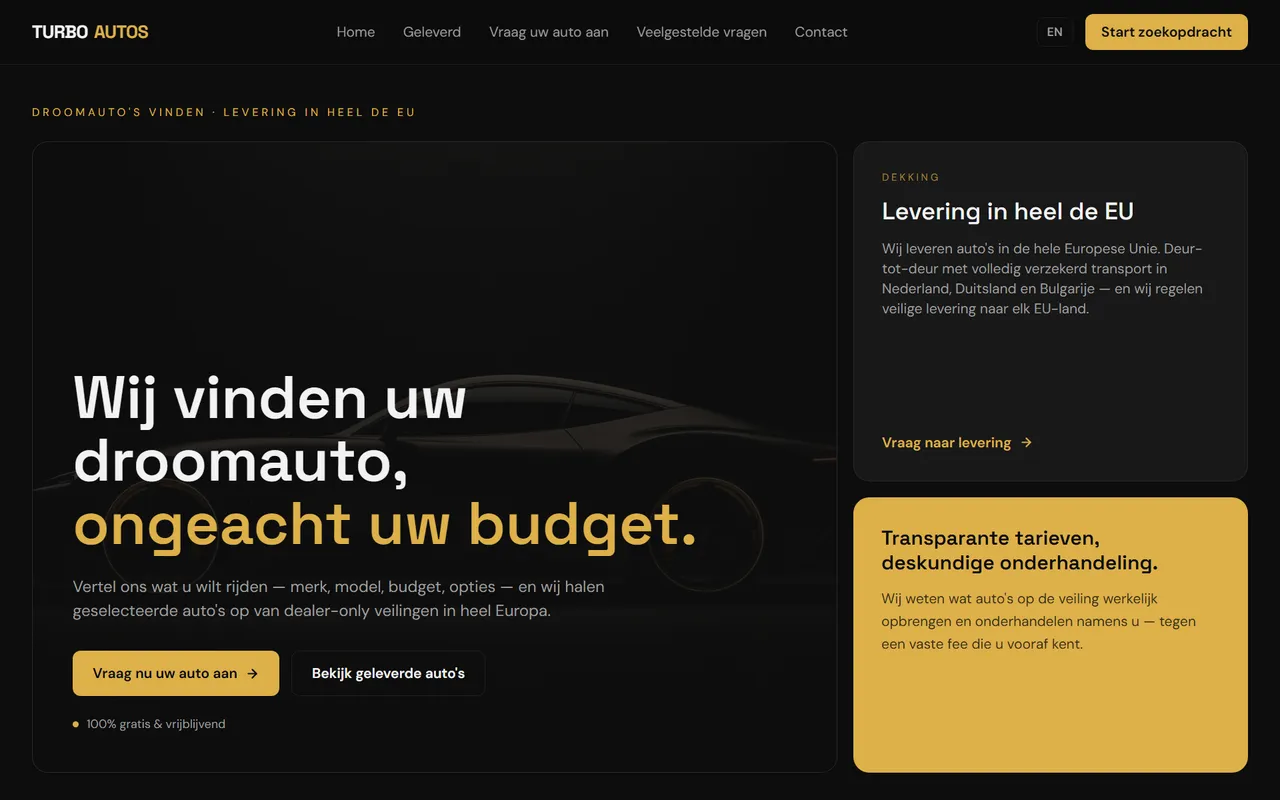 TURBO AUTOS
Home
Geleverd
Vraag uw auto aan
Veelgestelde vragen
Contact
EN
Start zoekopdracht
DROOMAUTO'S VINDEN · LEVERING IN HEEL DE EU
Wij vinden uw
droomauto,
ongeacht uw budget.
Vertel ons wat u wilt rijden — merk, model, budget, opties — en wij halen
geselecteerde auto's op van dealer-only veilingen in heel Europa.
Vraag nu uw auto aan →
Bekijk geleverde auto's
100% gratis & vrijblijvend
DEKKING
Levering in heel de EU
Wij leveren auto's in de hele Europese Unie. Deur-
tot-deur met volledig verzekerd transport in
Nederland, Duitsland en Bulgarije — en wij regelen
veilige levering naar elk EU-land.
Vraag naar levering →
Transparante tarieven,
deskundige onderhandeling.
Wij weten wat auto's op de veiling werkelijk
opbrengen en onderhandelen namens u — tegen
een vaste fee die u vooraf kent.